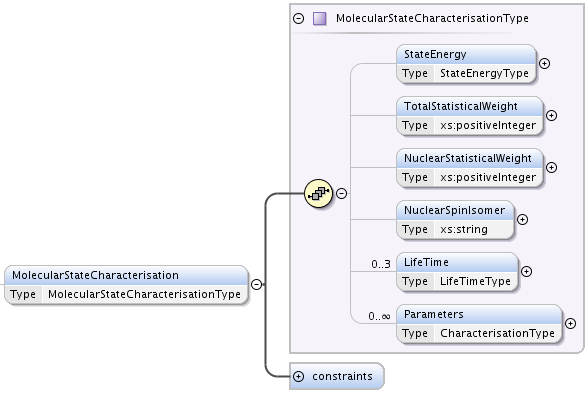 MolecularStateCharacterisationType
StateEnergy
Type StateEnergyType
TotalStatisticalWeight
Type xs:positiveInteger
NuclearStatisticalWeight
Type xs:positiveInteger
NuclearSpinIsomer
Type xs:string
0..3 LifeTime
Type LifeTimeType
MolecularStateCharacterisation
Type MolecularStateCharacterisationType
0..∞ Parameters
Type CharacterisationType
constraints